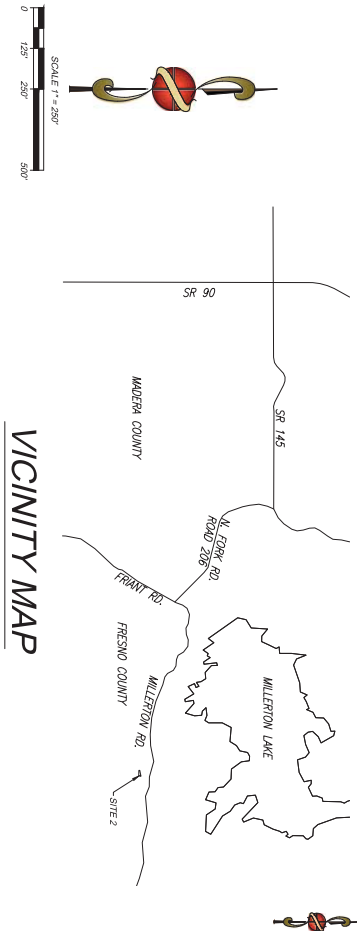 SR 90
SR 145
MADERA COUNTY
N. FORK RD.
ROAD 206
FRIANT RD.
MILLERTON LAKE
FRESNO COUNTY
MILLERTON RD.
SITE 2
VICINITY MAP
SCALE 1" = 250'
0 125' 250' 500'